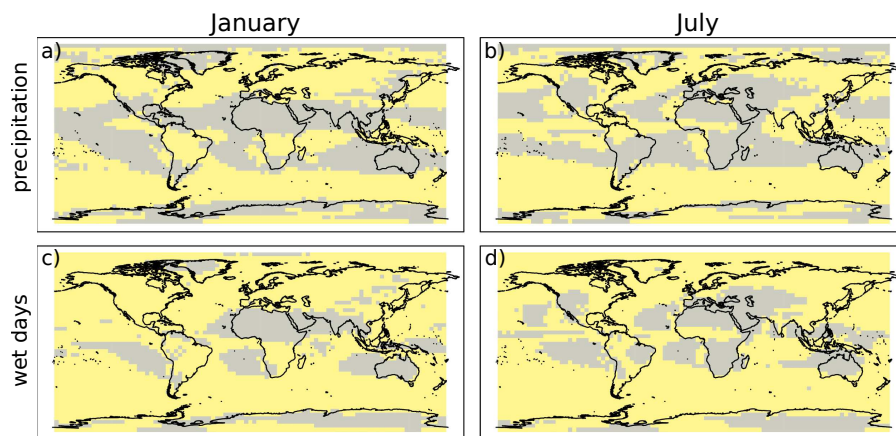 January
July
a)
b)
precipitation
c)
d)
wet days